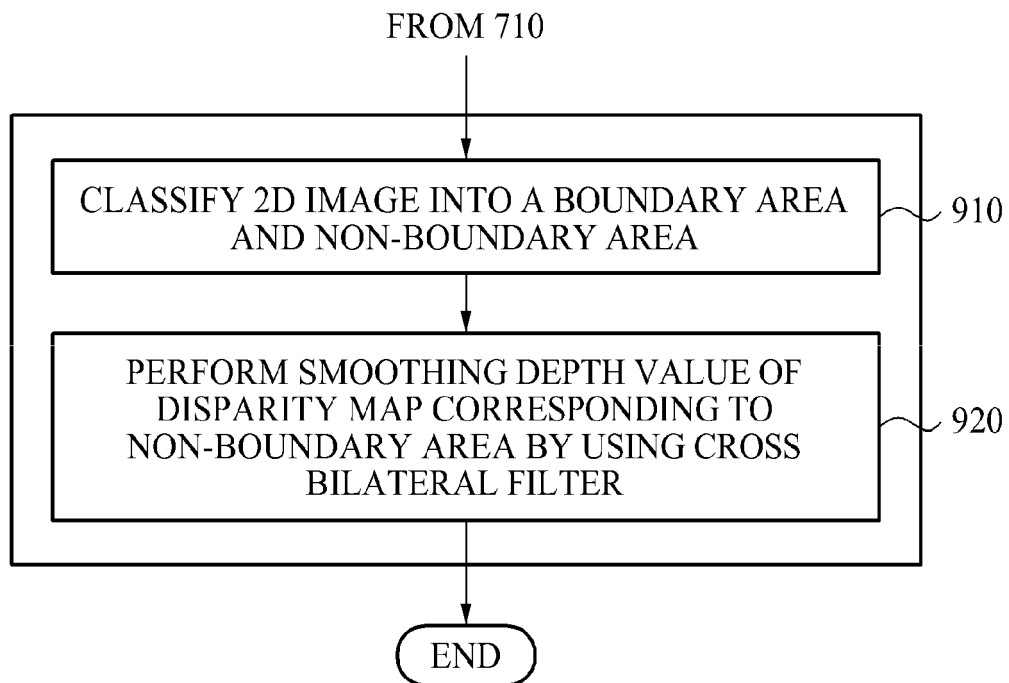 FROM 710
CLASSIFY 2D IMAGE INTO A BOUNDARY AREA
AND NON-BOUNDARY AREA
910
PERFORM SMOOTHING DEPTH VALUE OF
DISPARITY MAP CORRESPONDING TO
NON-BOUNDARY AREA BY USING CROSS
BILATERAL FILTER
920
END